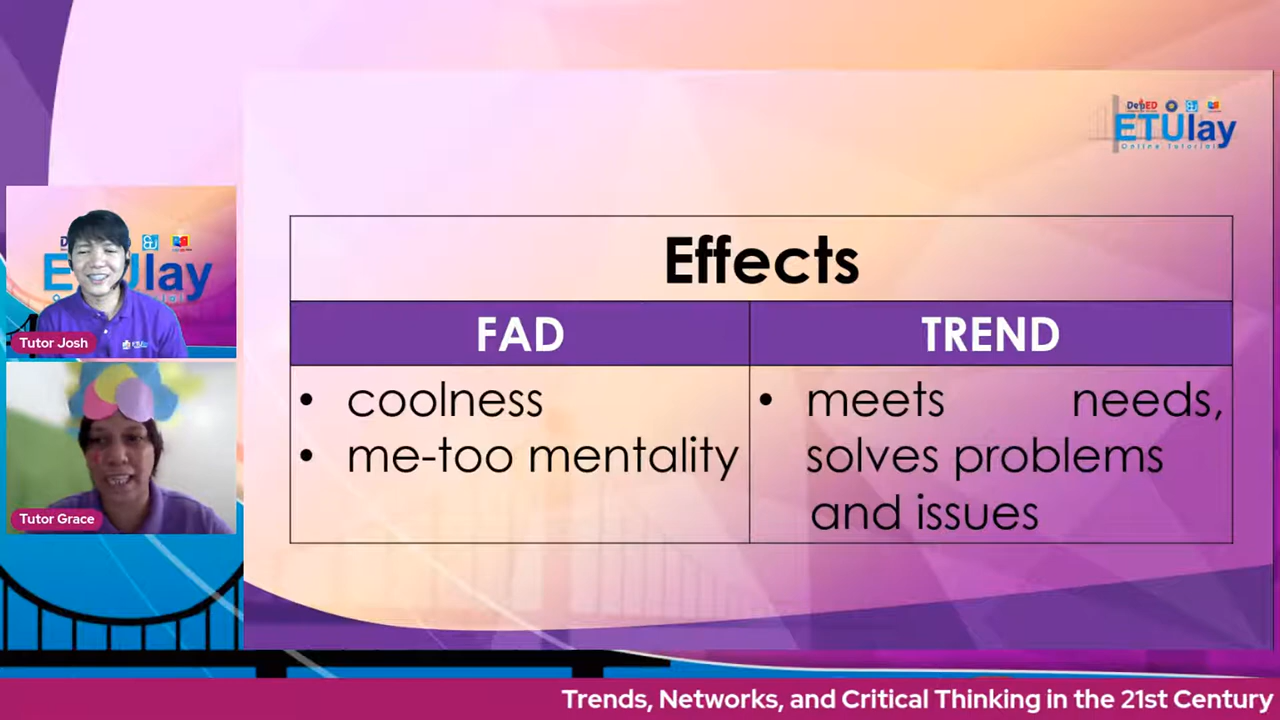 DepED
ETUlay
Online Tutorial
Effects
FAD
TREND
• coolness
• me-too mentality
• meets needs,
solves problems
and issues
ETUlay
Tutor Josh
Tutor Grace
Trends, Networks, and Critical Thinking in the 21st Century